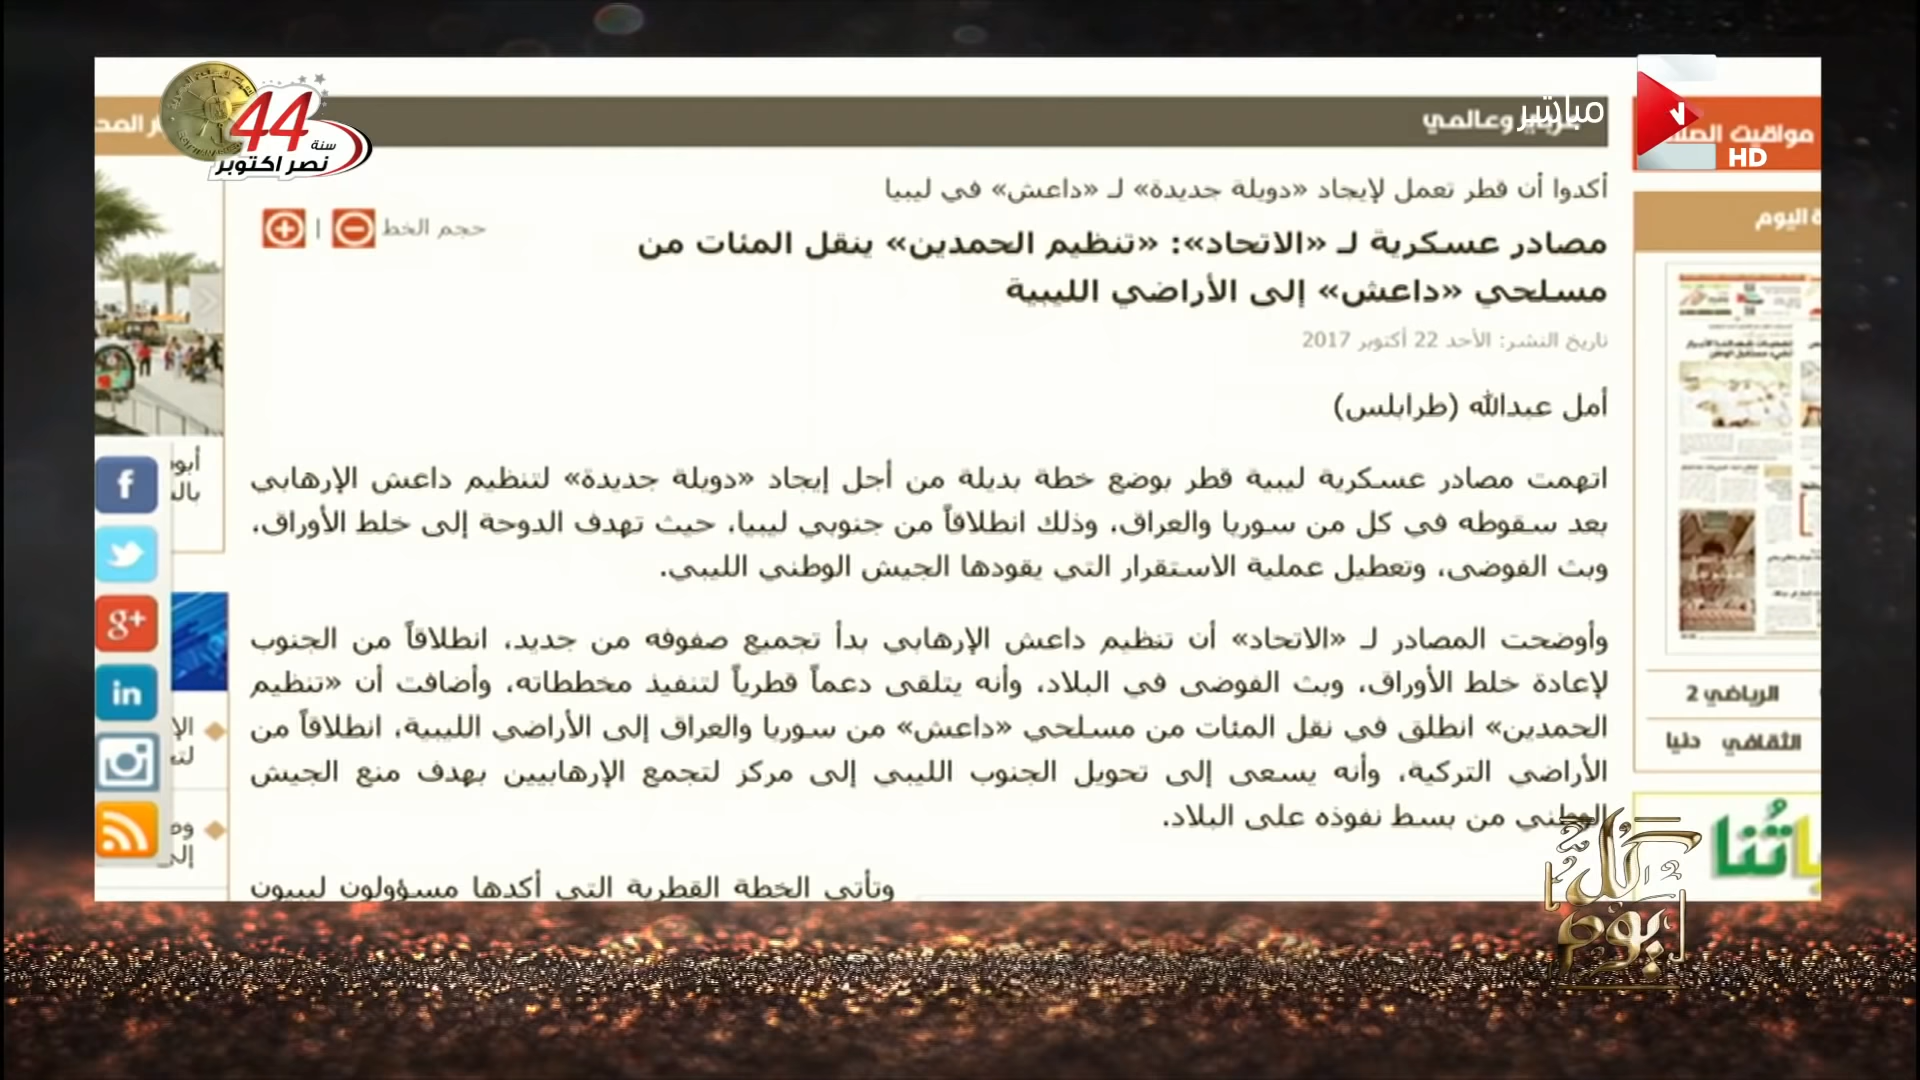 44
سنة
نصر اكتوبر
مباشر
HD
وعالمي
مواقيت
اليوم
أكدوا أن قطر تعمل لإيجاد «دويلة جديدة» لـ «داعش» في ليبيا
حجم الخط
مصادر عسكرية لـ «الاتحاد»: «تنظيم الحمدين» ينقل المئات من
مسلحي «داعش» إلى الأراضي الليبية
تاريخ النشر: الأحد 22 أكتوبر 2017
أمل عبدالله (طرابلس)
اتهمت مصادر عسكرية ليبية قطر بوضع خطة بديلة من أجل إيجاد «دويلة جديدة» لتنظيم داعش الإرهابي
بعد سقوطه في كل من سوريا والعراق، وذلك انطلاقاً من جنوبي ليبيا، حيث تهدف الدوحة إلى خلط الأوراق،
وبث الفوضى، وتعطيل عملية الاستقرار التي يقودها الجيش الوطني الليبي.
وأوضحت المصادر لـ «الاتحاد» أن تنظيم داعش الإرهابي بدأ تجميع صفوفه من جديد، انطلاقاً من الجنوب
لإعادة خلط الأوراق، وبث الفوضى في البلاد، وأنه يتلقى دعماً قطرياً لتنفيذ مخططاته، وأضافت أن «تنظيم
الحمدين» انطلق في نقل المئات من مسلحي «داعش» من سوريا والعراق إلى الأراضي الليبية، انطلاقاً من
الأراضي التركية، وأنه يسعى إلى تحويل الجنوب الليبي إلى مركز لتجمع الإرهابيين بهدف منع الجيش
الوطني من بسط نفوذه على البلاد.
وتأتي الخطة القطرية التي أكدها مسؤولون ليبيون
الرياضي 2
الثقافي دنيا
f
g+
in
كل يوم